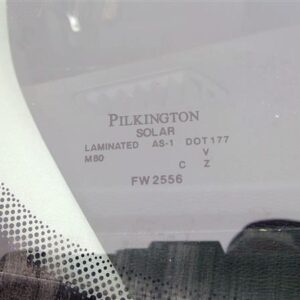 PILKINGTON
SOLAR
LAMINATED AS-1 DOT177
M80 V
C Z
FW2556